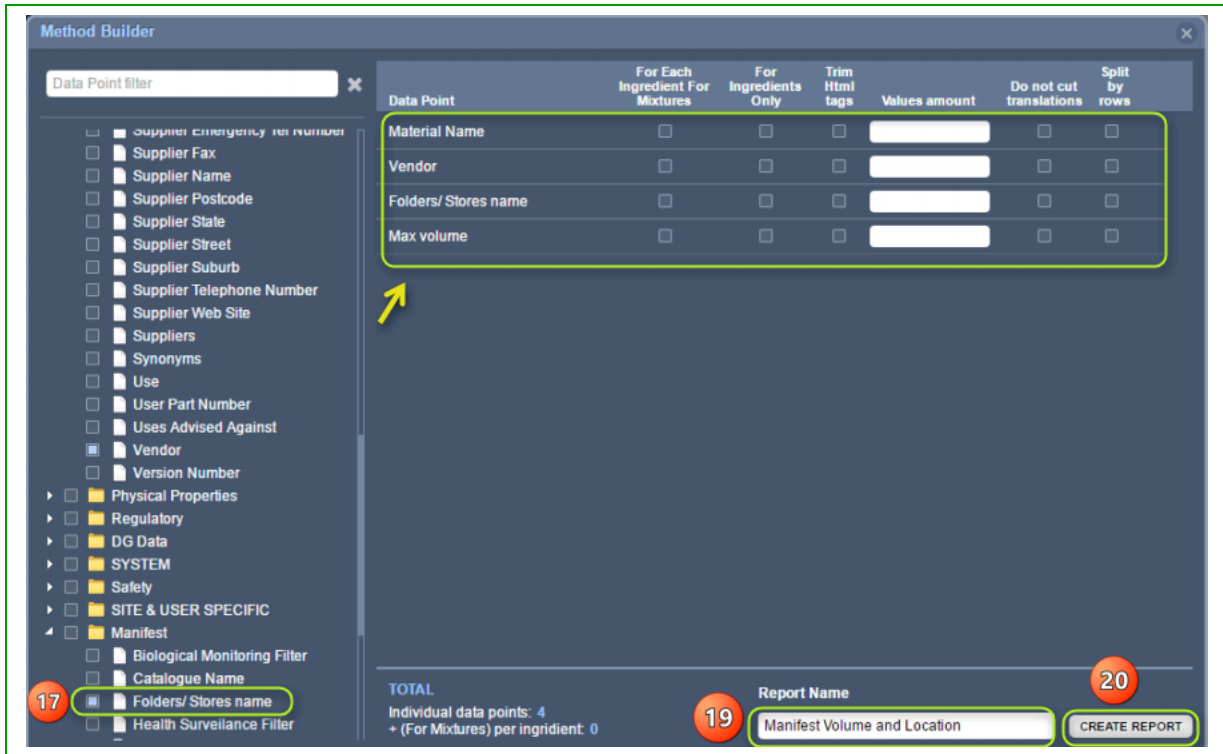 Method Builder
Data Point filter
Supplier Emergency Tel Number
Supplier Fax
Supplier Name
Supplier Postcode
Supplier State
Supplier Street
Supplier Suburb
Supplier Telephone Number
Supplier Web Site
Suppliers
Synonyms
Use
User Part Number
Uses Advised Against
Vendor
Version Number
Physical Properties
Regulatory
DG Data
SYSTEM
Safety
SITE & USER SPECIFIC
Manifest
Biological Monitoring Filter
Catalogue Name
17 Folders/ Stores name
Health Surveilance Filter
Data Point For Each Ingredient For Mixtures For Ingredients Only Trim Html tags Values amount Do not cut translations Split by rows
Material Name
Vendor
Folders/ Stores name
Max volume
TOTAL
Individual data points: 4
+ (For Mixtures) per ingridient: 0
Report Name
19 Manifest Volume and Location
20
CREATE REPORT